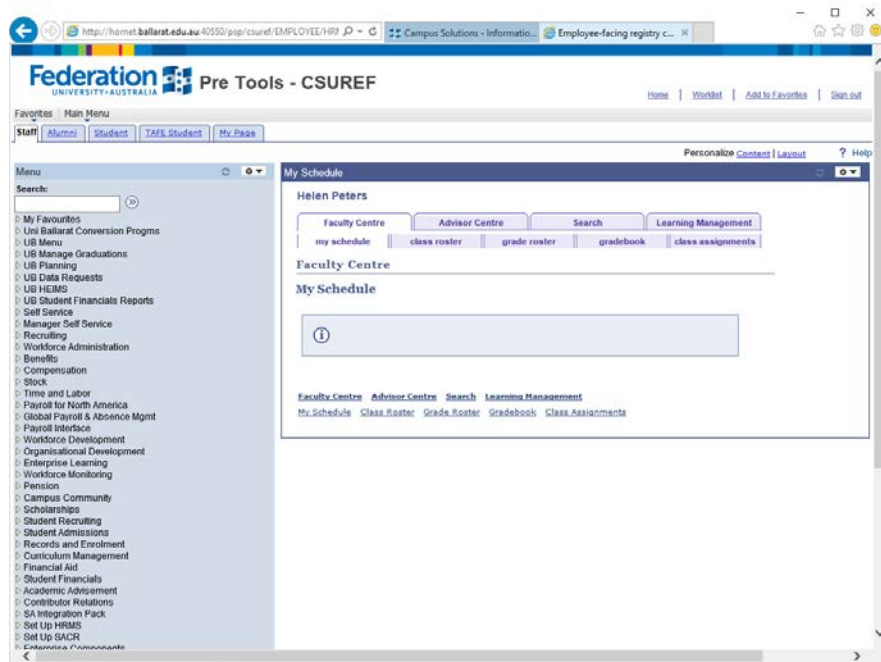 http://hornet.ballarat.edu.au:40550/psp/csuref/EMPLOYEE/HRI
Campus Solutions - Informatio...
Employee-facing registry c...
Federation
UNIVERSITY • AUSTRALIA
Pre Tools - CSUREF
Home | Worklist | Add to Favorites | Sign out
Favorites Main Menu
Staff Alumni Student TAFE Student My Page
Personalize Content | Layout ? Help
Menu
Search:
My Favourites
Uni Ballarat Conversion Progms
UB Menu
UB Manage Graduations
UB Planning
UB Data Requests
UB HEIMS
UB Student Financials Reports
Self Service
Manager Self Service
Recruiting
Workforce Administration
Benefits
Compensation
Stock
Time and Labor
Payroll for North America
Global Payroll & Absence Mgmt
Payroll Interface
Workforce Development
Organisational Development
Enterprise Learning
Workforce Monitoring
Pension
Campus Community
Scholarships
Student Recruiting
Student Admissions
Records and Enrolment
Curriculum Management
Financial Aid
Student Financials
Academic Advisement
Contributor Relations
SA Integration Pack
Set Up HRMS
Set Up SACR
Enterprise Components
My Schedule
Helen Peters
Faculty Centre Advisor Centre Search Learning Management
my schedule class roster grade roster gradebook class assignments
Faculty Centre
My Schedule
Faculty Centre Advisor Centre Search Learning Management
My Schedule Class Roster Grade Roster Gradebook Class Assignments